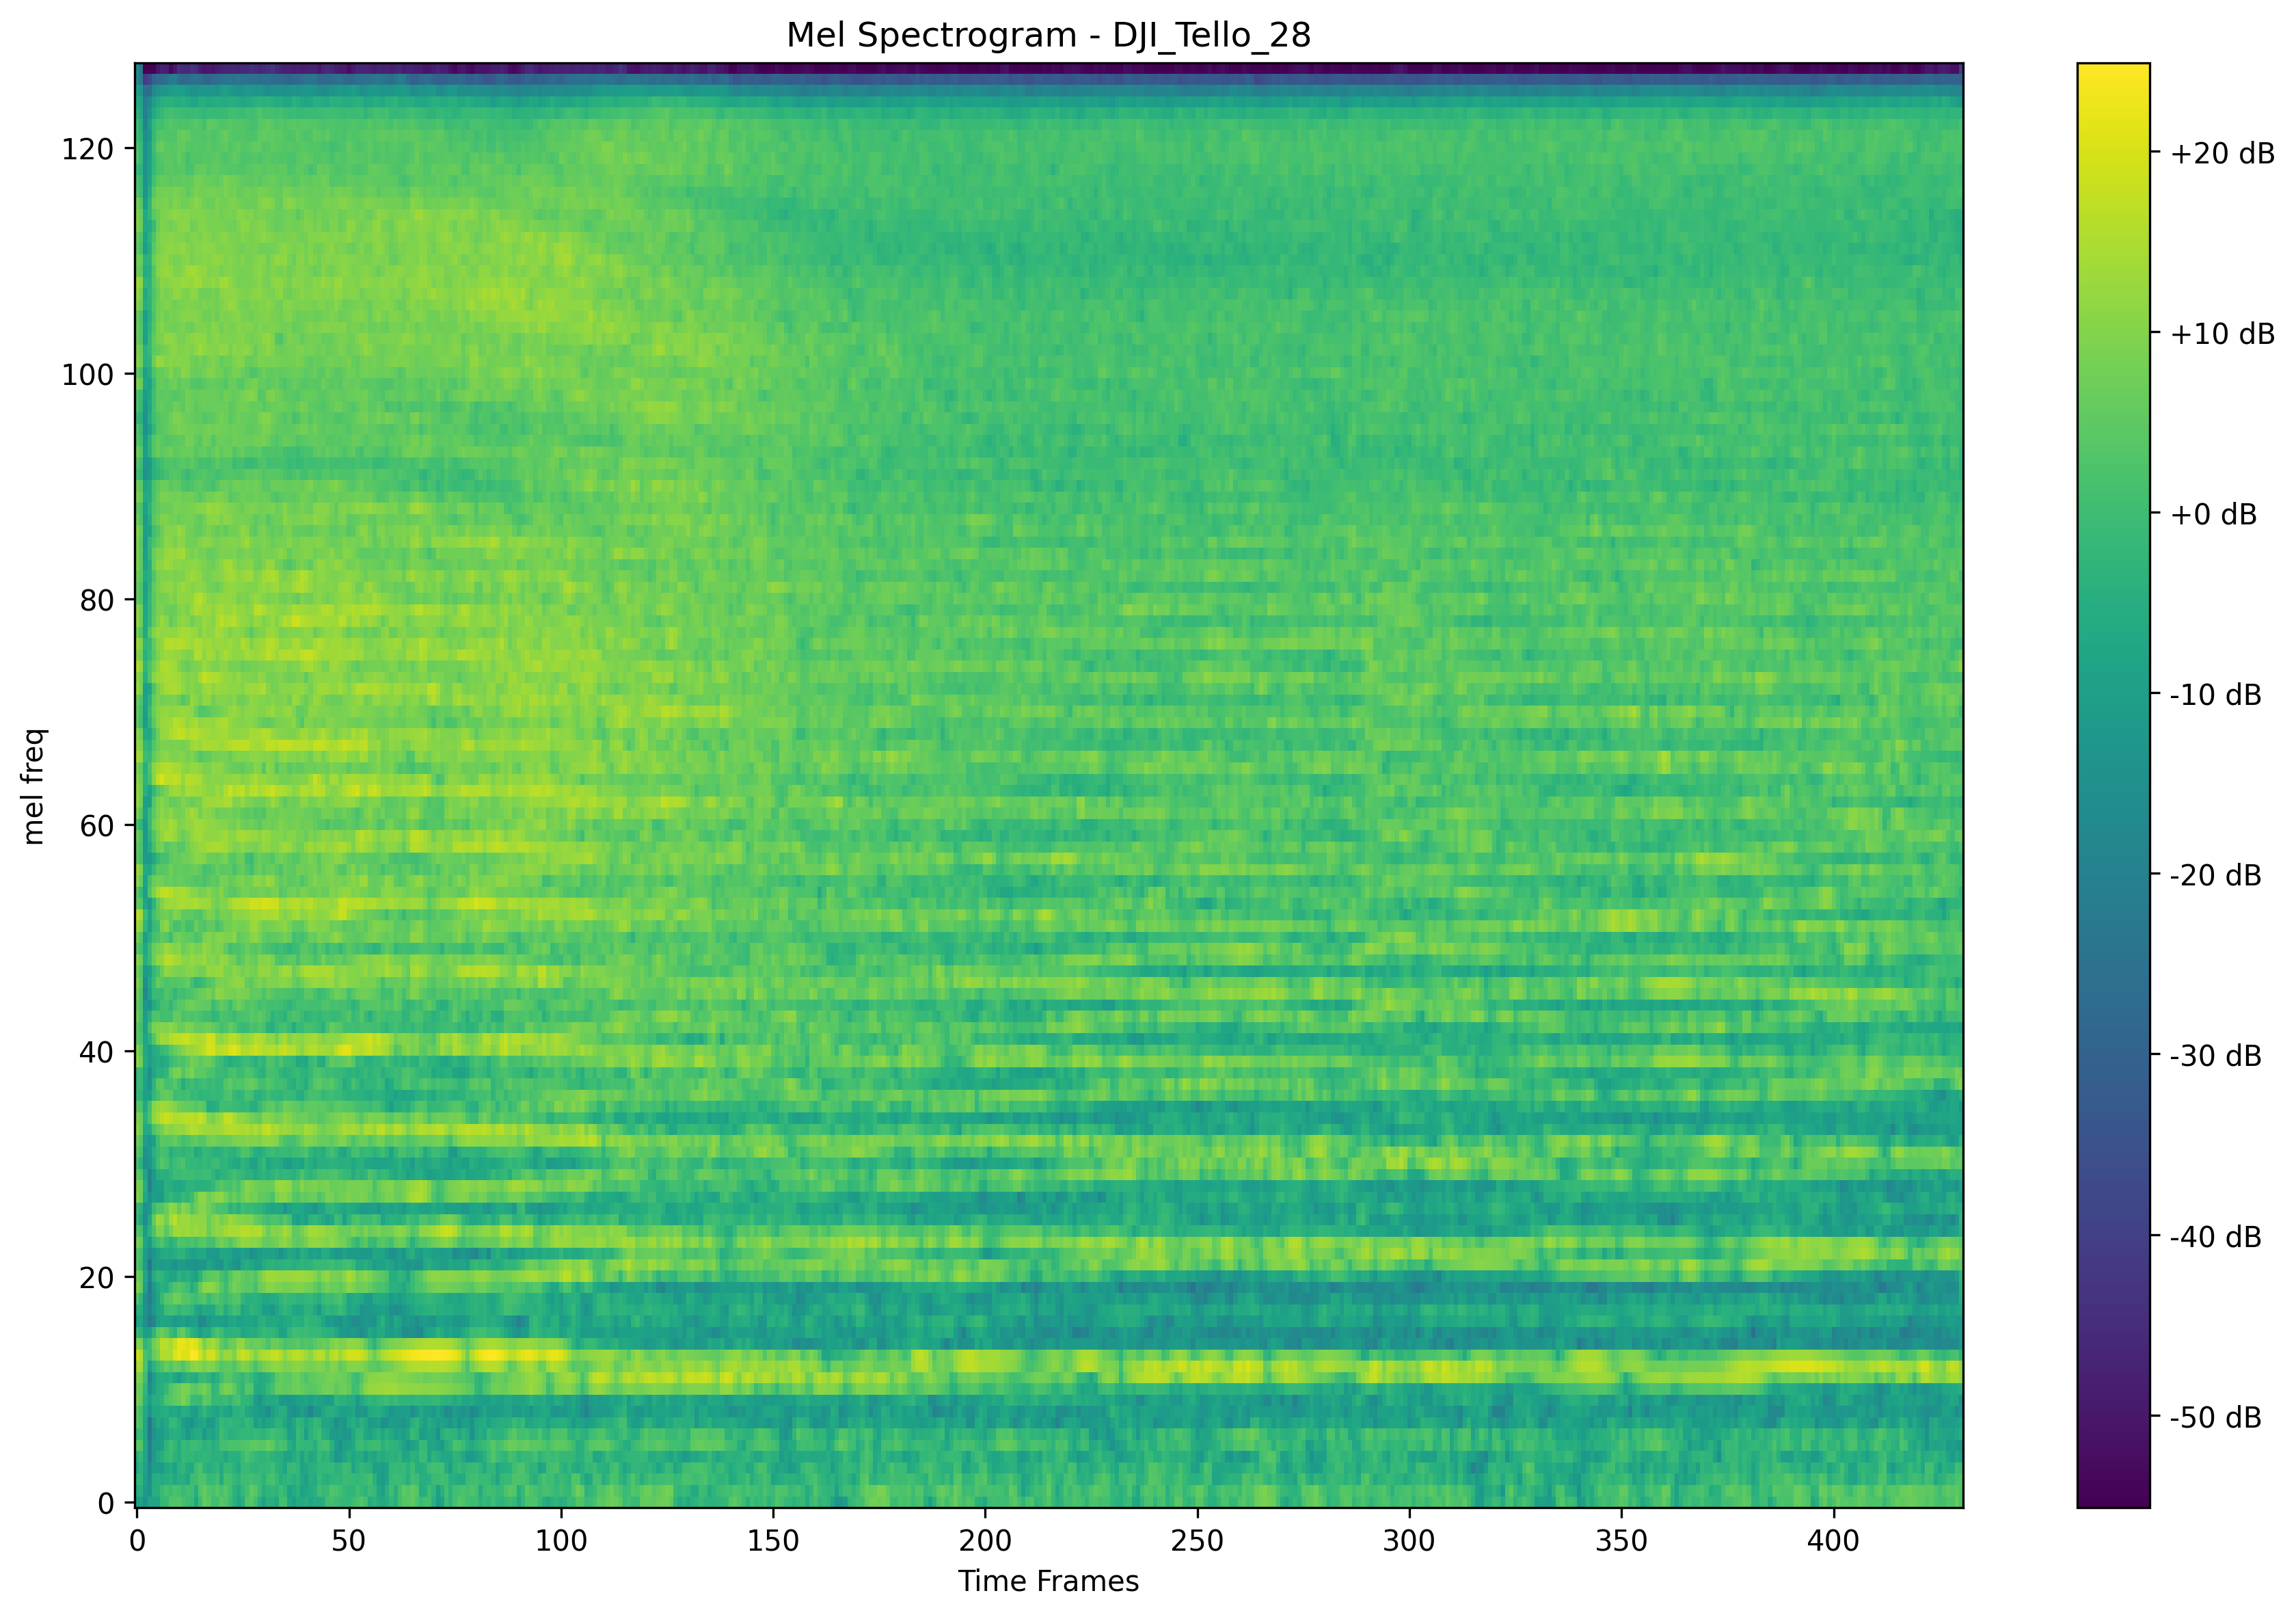 Mel Spectrogram - DJI_Tello_28
mel freq
120
100
80
60
40
20
0
0 50 100 150 200 250 300 350 400
Time Frames
+20 dB
+10 dB
+0 dB
-10 dB
-20 dB
-30 dB
-40 dB
-50 dB